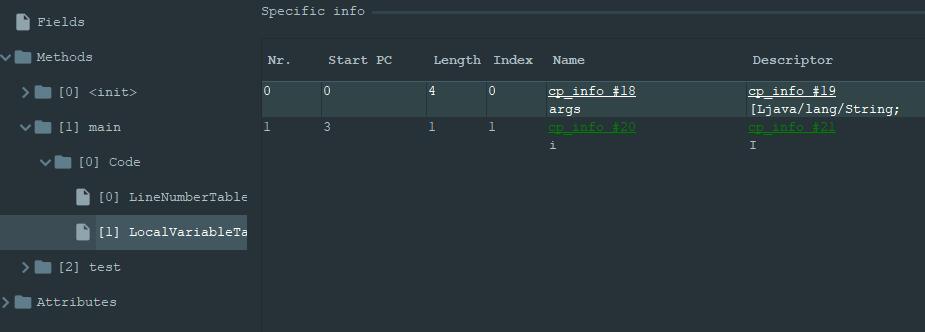 Fields
Methods
[0] <init>
[1] main
[0] Code
[0] LineNumberTable
[1] LocalVariableTa
[2] test
Attributes
Specific info
Nr. Start PC Length Index Name Descriptor
0 0 4 0 cp_info #18 cp_info #19
args [Ljava/lang/String;
1 3 1 1 cp_info #20 cp_info #21
i I